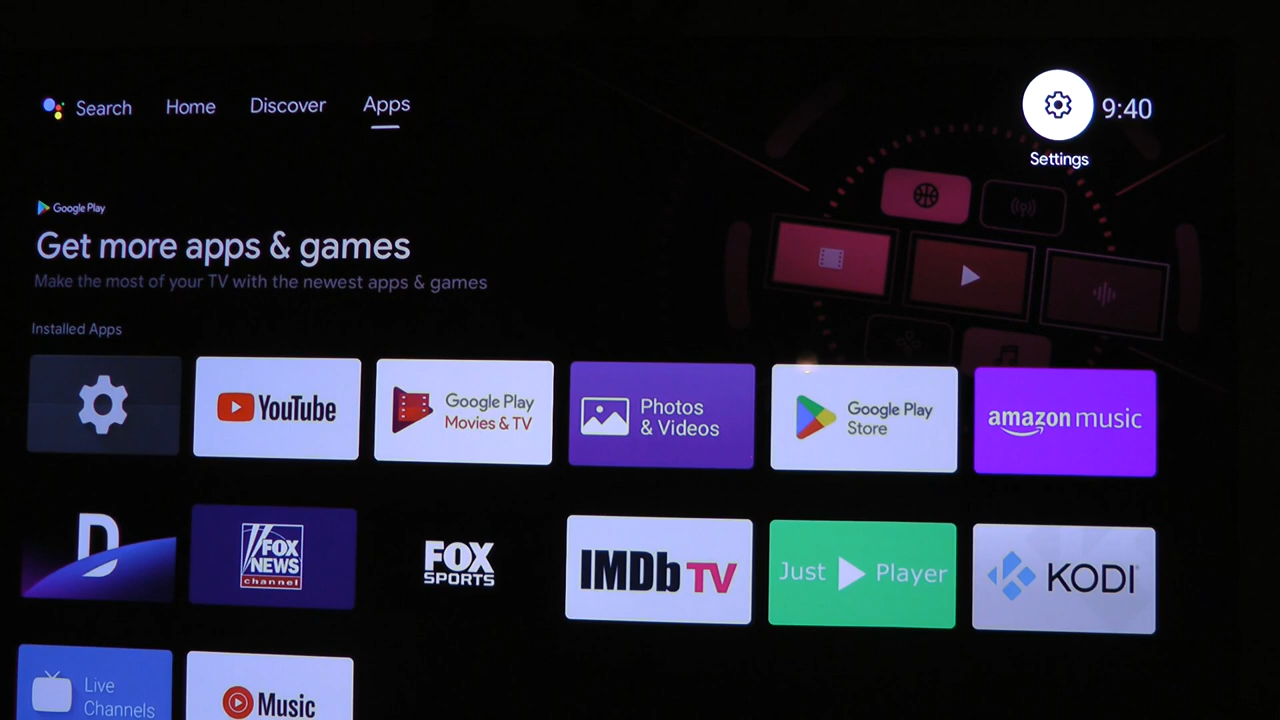 Search Home Discover Apps
9:40
Settings
Google Play
Get more apps & games
Make the most of your TV with the newest apps & games
Installed Apps
YouTube
Google Play
Movies & TV
Photos
& Videos
Google Play
Store
amazon music
D
FOX
NEWS
channel
FOX
SPORTS
IMDb TV
Just Player
KODI
Live
Channels
Music